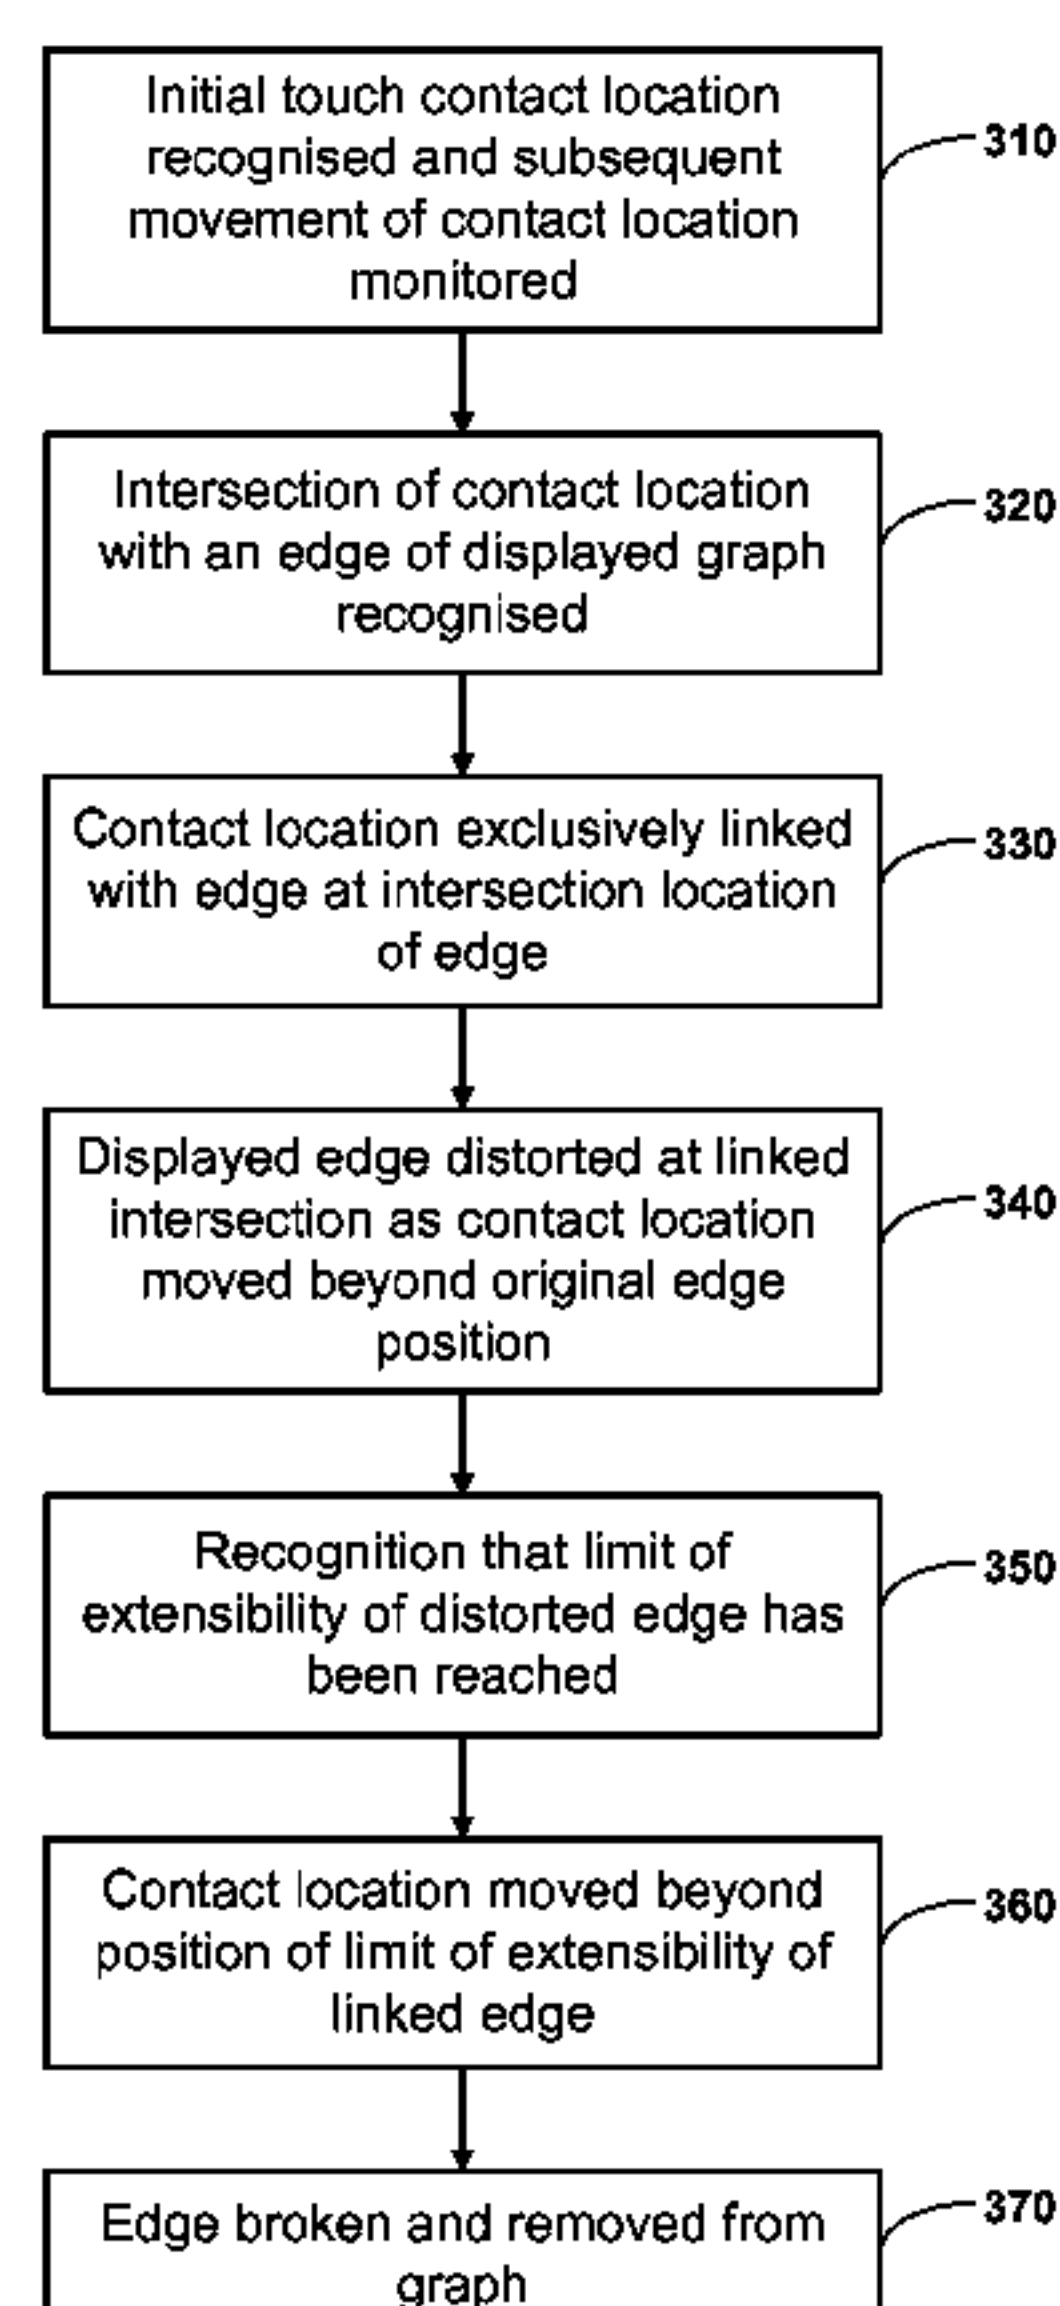 Initial touch contact location
recognised and subsequent
movement of contact location
monitored
310
Intersection of contact location
with an edge of displayed graph
recognised
320
Contact location exclusively linked
with edge at intersection location
of edge
330
Displayed edge distorted at linked
intersection as contact location
moved beyond original edge
position
340
Recognition that limit of
extensibility of distorted edge has
been reached
350
Contact location moved beyond
position of limit of extensibility of
linked edge
360
Edge broken and removed from
graph
370